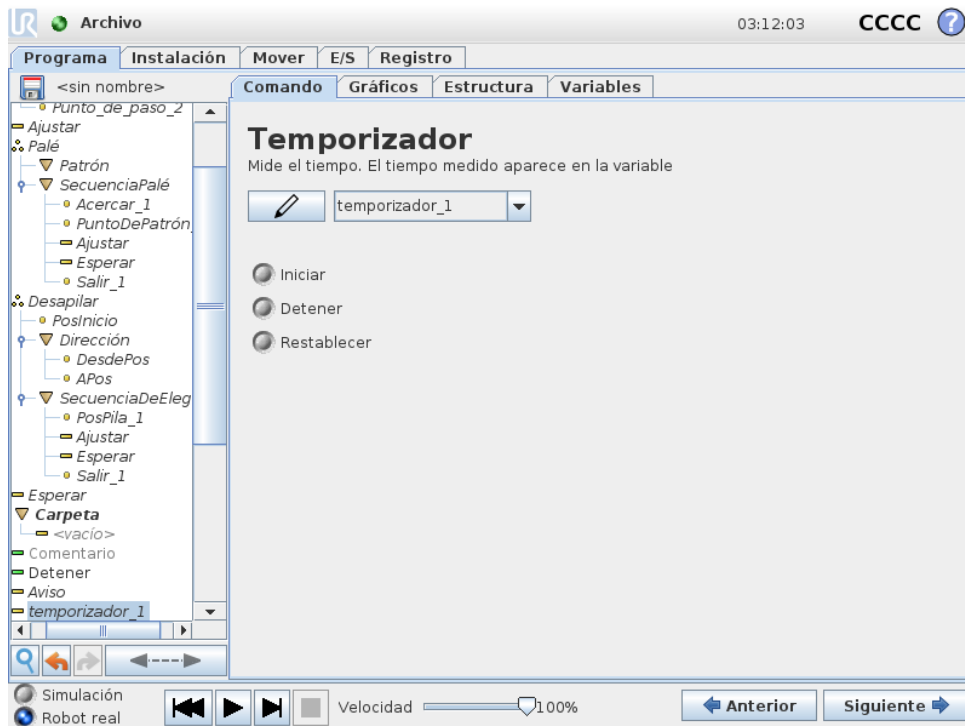 UR Archivo 03:12:03 CCCC ?
Programa Instalación Mover E/S Registro
<sin nombre> Comando Gráficos Estructura Variables
Punto_de_paso_2
Ajustar
Palé
Patrón
SecuenciaPalé
Acercar_1
PuntoDePatrón_
Ajustar
Esperar
Salir_1
Desapilar
PosInicio
Dirección
DesdePos
APos
SecuenciaDeEleg
PosPila_1
Ajustar
Esperar
Salir_1
Esperar
Carpeta
<vacío>
Comentario
Detener
Aviso
temporizador_1
Temporizador
Mide el tiempo. El tiempo medido aparece en la variable
temporizador_1
Iniciar
Detener
Restablecer
Simulación
Robot real
Velocidad 100%
Anterior Siguiente